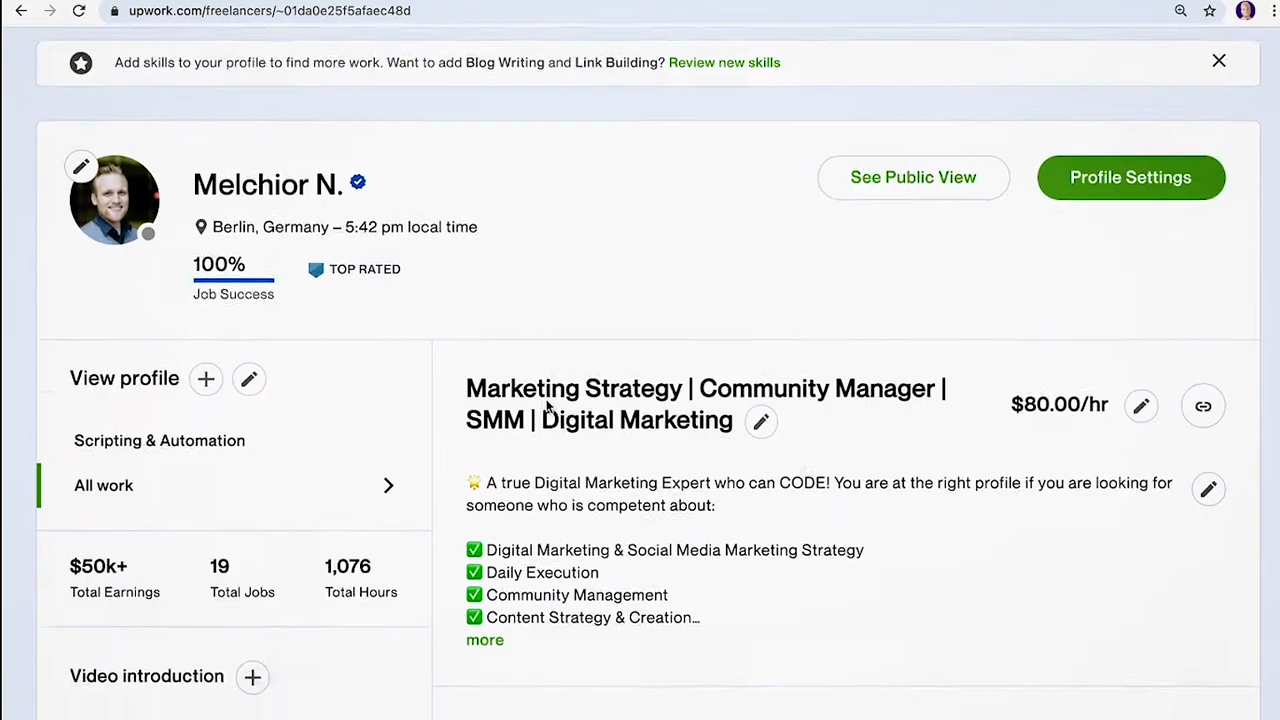 upwork.com/freelancers/~01da0e25f5afaec48d
Add skills to your profile to find more work. Want to add Blog Writing and Link Building? Review new skills
Melchior N.
Berlin, Germany – 5:42 pm local time
100%
Job Success
TOP RATED
See Public View
Profile Settings
View profile
Scripting & Automation
All work
$50k+
Total Earnings
19
Total Jobs
1,076
Total Hours
Video introduction
Marketing Strategy | Community Manager |
SMM | Digital Marketing
$80.00/hr
🌟 A true Digital Marketing Expert who can CODE! You are at the right profile if you are looking for
someone who is competent about:
✅ Digital Marketing & Social Media Marketing Strategy
✅ Daily Execution
✅ Community Management
✅ Content Strategy & Creation...
more